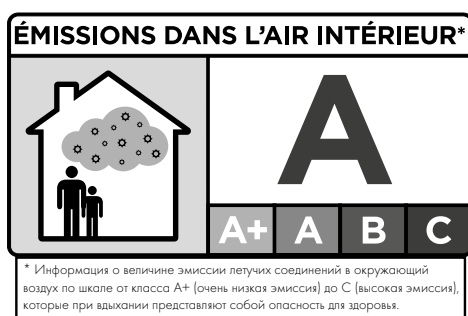 ÉMISSIONS DANS L'AIR INTÉRIEUR*
A
A+ A B C
* Информация о величине эмиссии летучих соединений в окружающий
воздух по шкале от класса А+ (очень низкая эмиссия) до С (высокая эмиссия),
которые при вдыхании представляют собой опасность для здоровья.